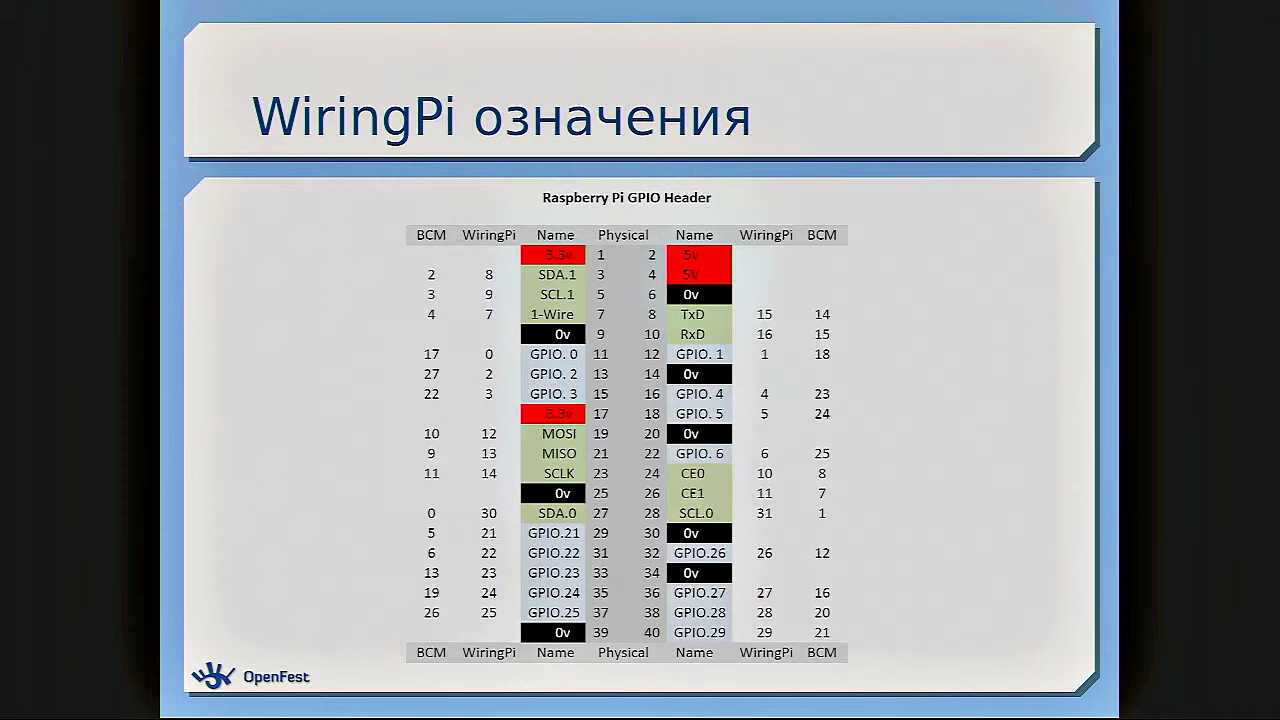 WiringPi означения
Raspberry Pi GPIO Header
BCM WiringPi Name Physical Name WiringPi BCM
3.3v 1 2 5v
2 8 SDA.1 3 4 5V
3 9 SCL.1 5 6 0v
4 7 1-Wire 7 8 TxD 15 14
0v 9 10 RxD 16 15
17 0 GPIO. 0 11 12 GPIO. 1 1 18
27 2 GPIO. 2 13 14 0v
22 3 GPIO. 3 15 16 GPIO. 4 4 23
3.3v 17 18 GPIO. 5 5 24
10 12 MOSI 19 20 0v
9 13 MISO 21 22 GPIO. 6 6 25
11 14 SCLK 23 24 CE0 10 8
0v 25 26 CE1 11 7
0 30 SDA.0 27 28 SCL.0 31 1
5 21 GPIO.21 29 30 0v
6 22 GPIO.22 31 32 GPIO.26 26 12
13 23 GPIO.23 33 34 0v
19 24 GPIO.24 35 36 GPIO.27 27 16
26 25 GPIO.25 37 38 GPIO.28 28 20
0v 39 40 GPIO.29 29 21
BCM WiringPi Name Physical Name WiringPi BCM
OpenFest